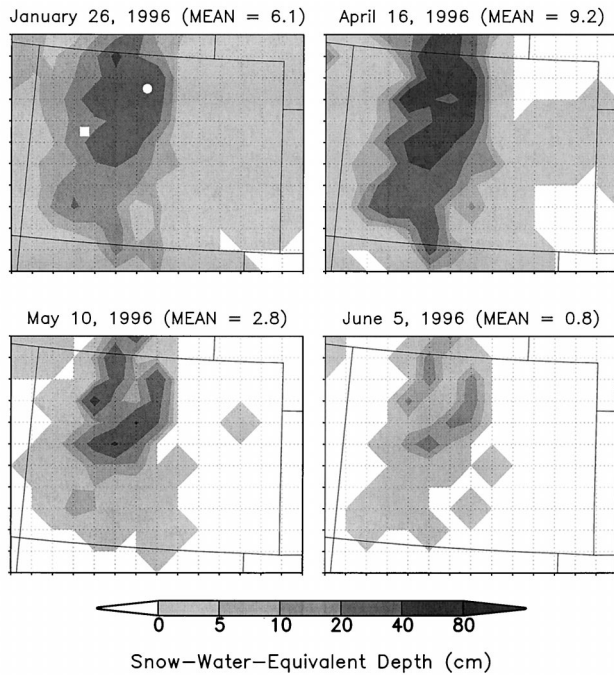 January 26, 1996 (MEAN = 6.1)
April 16, 1996 (MEAN = 9.2)
May 10, 1996 (MEAN = 2.8)
June 5, 1996 (MEAN = 0.8)
0 5 10 20 40 80
Snow-Water-Equivalent Depth (cm)